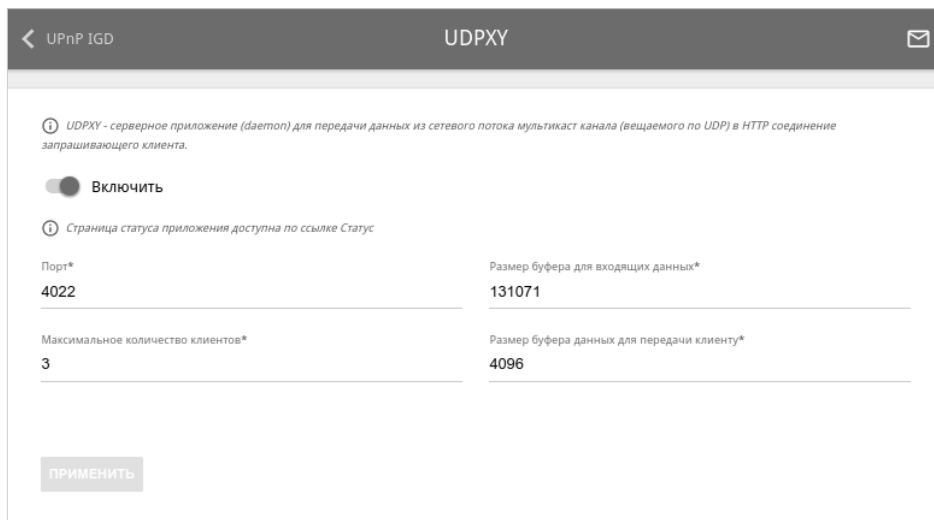 UPnP IGD
UDPXY
UDPXY - серверное приложение (daemon) для передачи данных из сетевого потока мультикаст канала (вещаемого по UDP) в HTTP соединение
запрашивающего клиента.
Включить
Страница статуса приложения доступна по ссылке Статус
Порт*
4022
Размер буфера для входящих данных*
131071
Максимальное количество клиентов*
3
Размер буфера данных для передачи клиенту*
4096
ПРИМЕНИТЬ